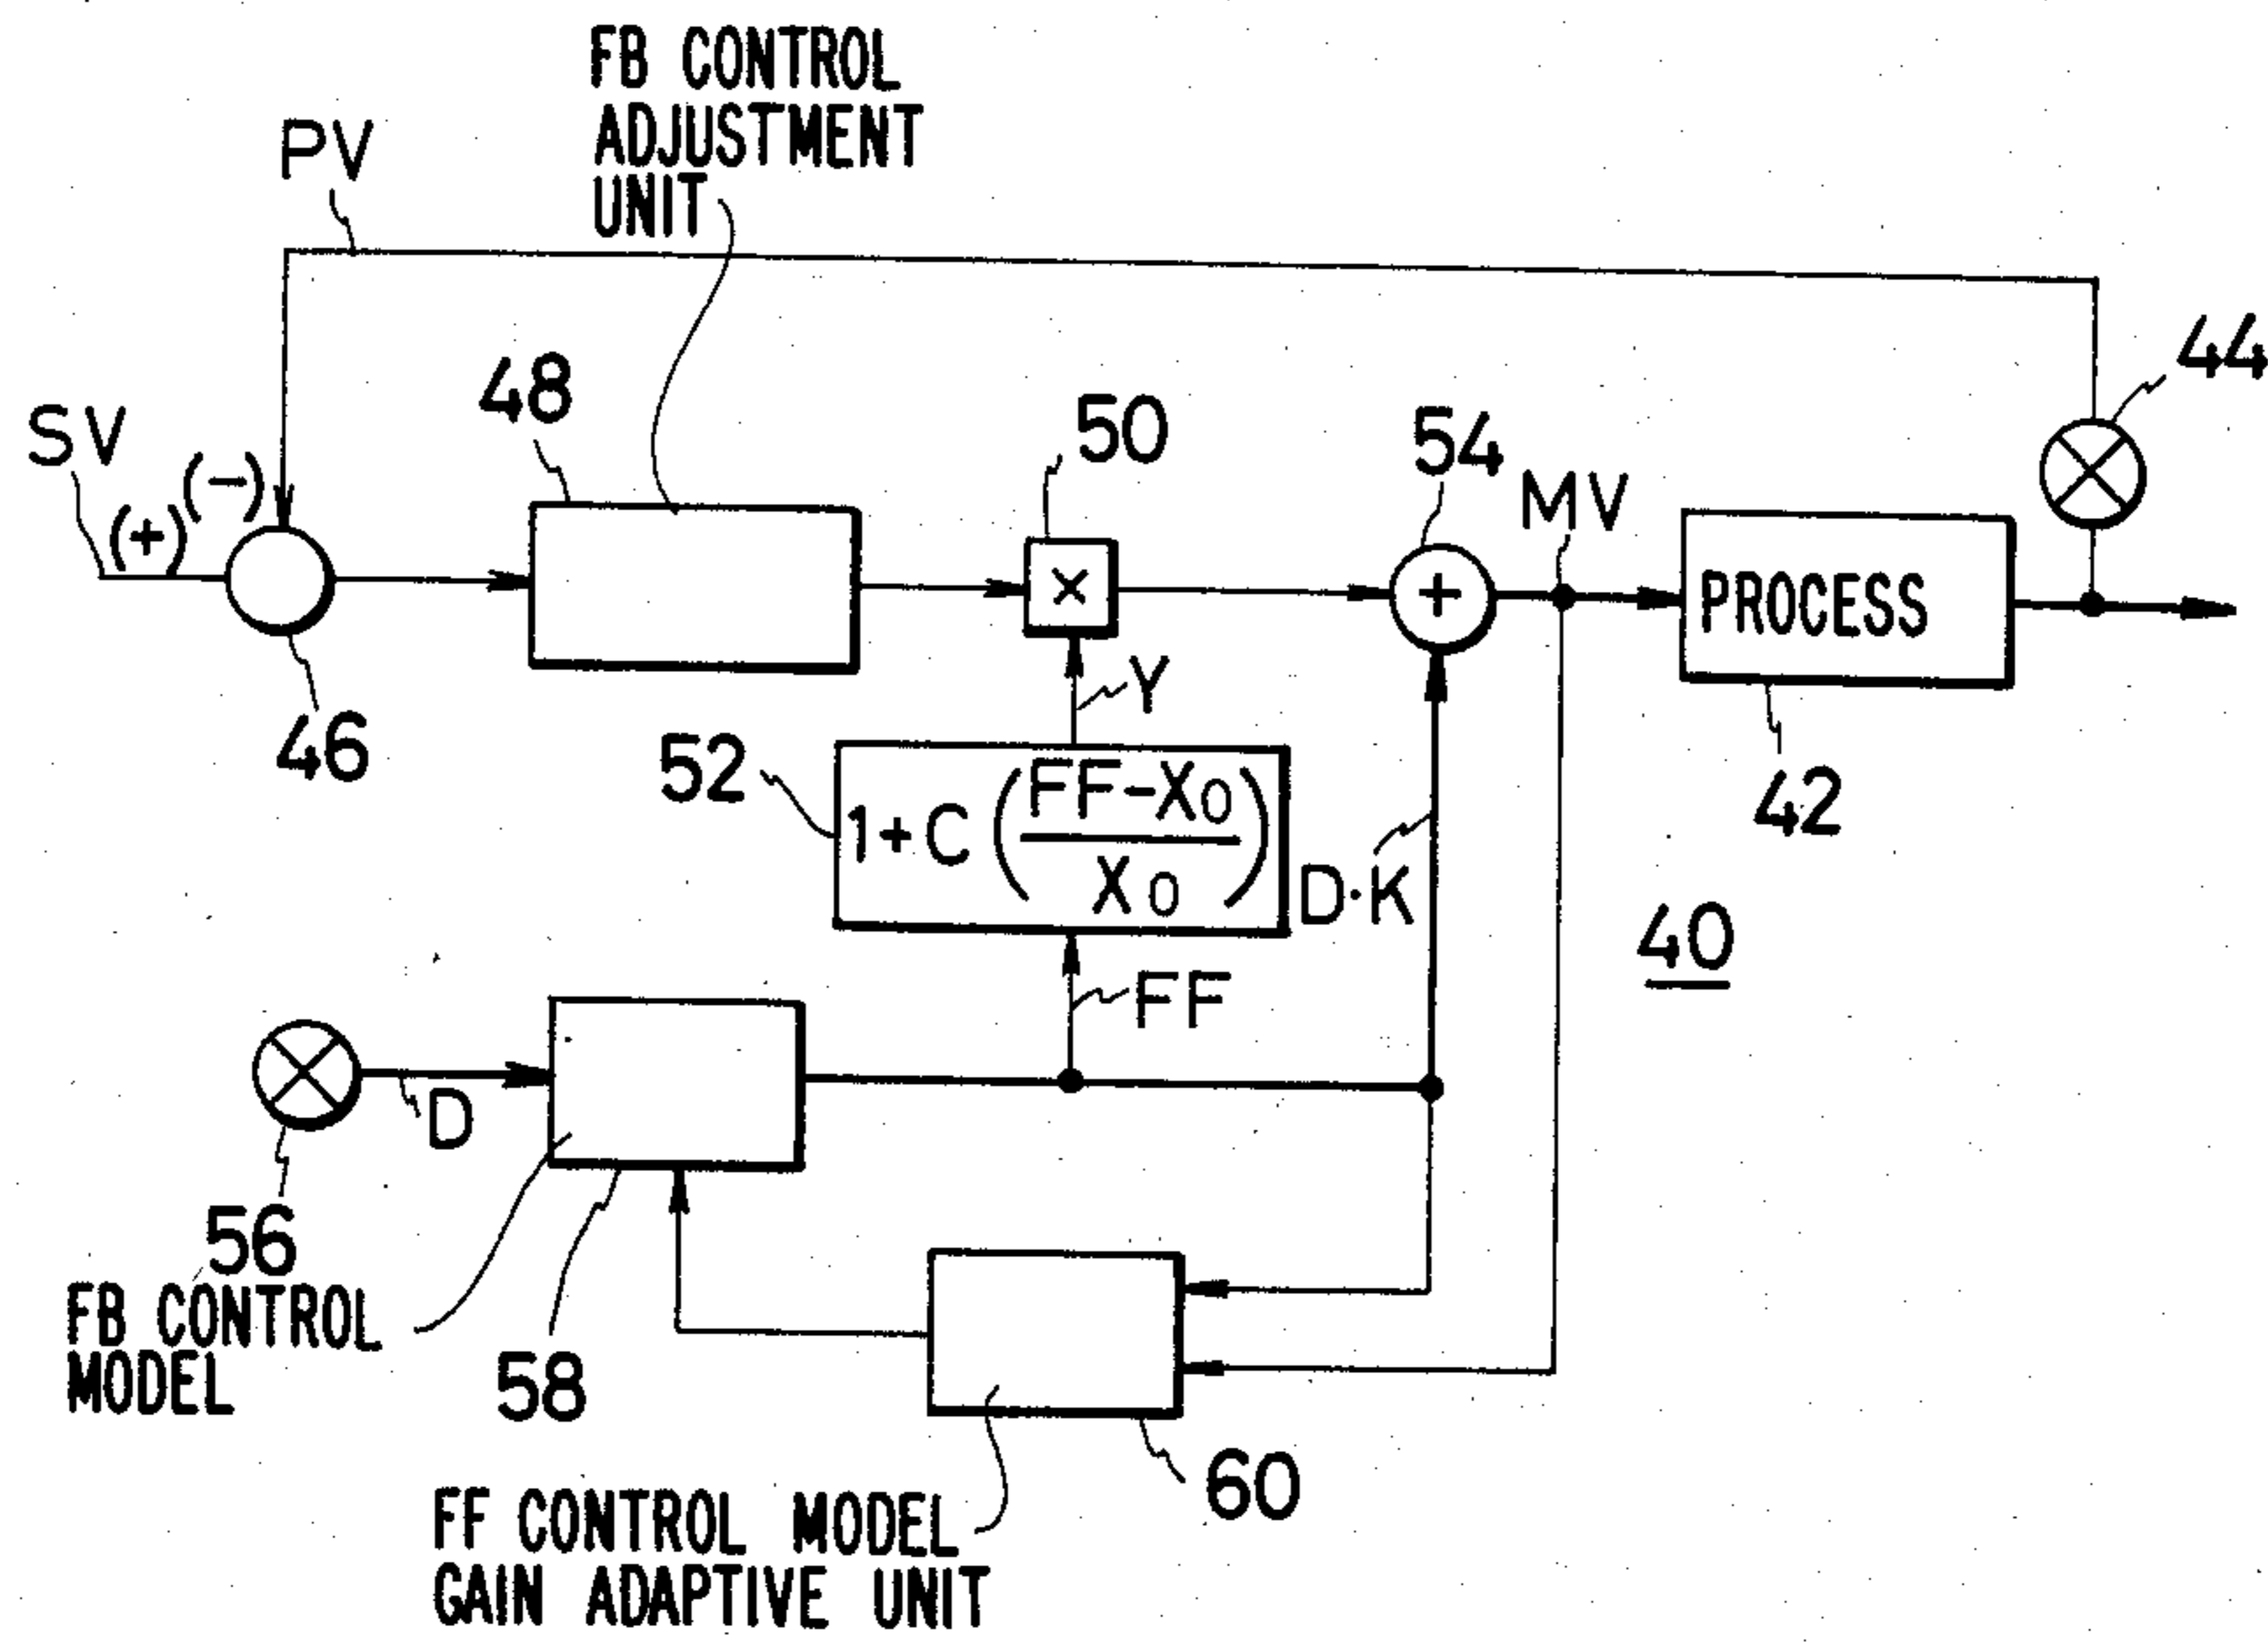 FB CONTROL
ADJUSTMENT
UNIT
PV
44
48
50
54
SV
(-)
(+)
MV
×
+
PROCESS
46
Y
52
1+C(FF-X0/X0)
42
D·K
40
FF
D
56
FB CONTROL
MODEL
58
60
FF CONTROL MODEL
GAIN ADAPTIVE UNIT